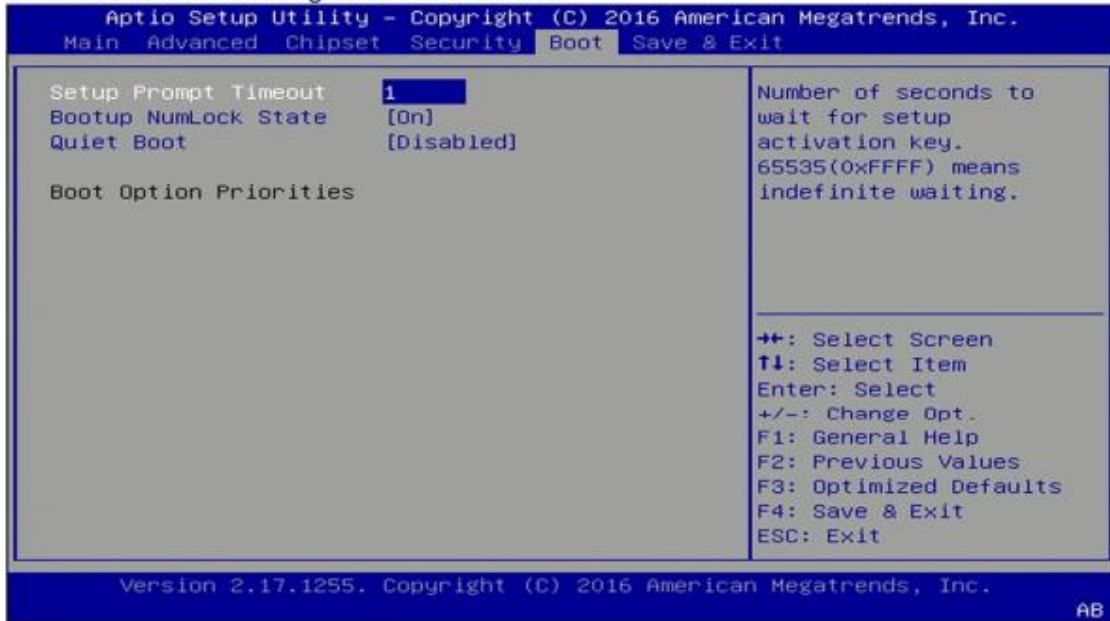 Aptio Setup Utility – Copyright (C) 2016 American Megatrends, Inc.
Main Advanced Chipset Security Boot Save & Exit
Setup Prompt Timeout 1
Bootup NumLock State [On]
Quiet Boot [Disabled]
Boot Option Priorities
Number of seconds to
wait for setup
activation key.
65535(0xFFFF) means
indefinite waiting.
→←: Select Screen
↑↓: Select Item
Enter: Select
+/-: Change Opt.
F1: General Help
F2: Previous Values
F3: Optimized Defaults
F4: Save & Exit
ESC: Exit
Version 2.17.1255. Copyright (C) 2016 American Megatrends, Inc.
AB